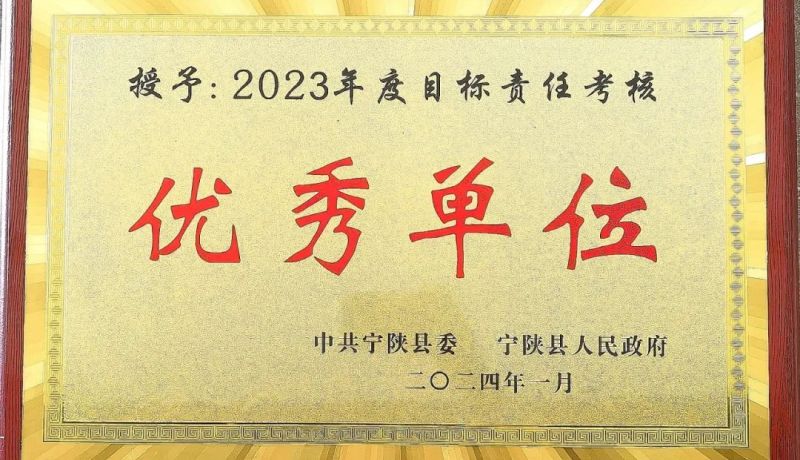 授予:2023年度目标责任考核
优秀单位
中共宁陕县委 宁陕县人民政府
二〇二四年一月